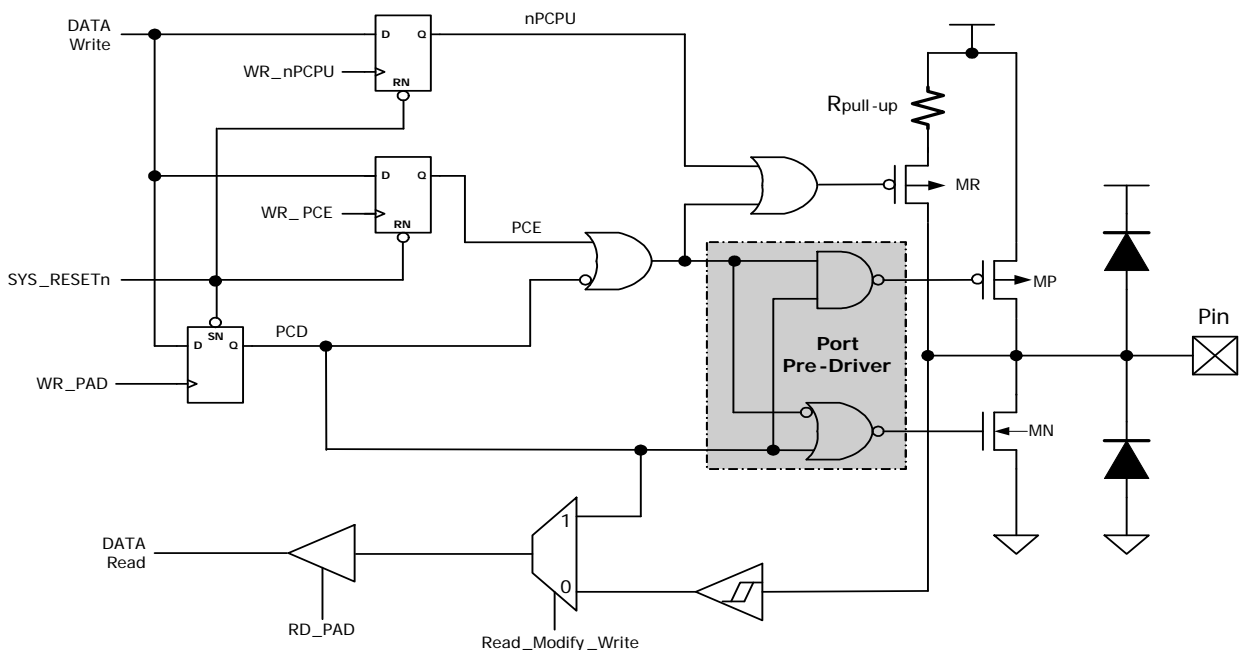 DATA
Write
D
Q
nPCPU
WR_nPCPU
RN
Rpull-up
D
Q
MR
WR_PCE
RN
PCE
SYS_RESETn
MP
Pin
SN
D
Q
PCD
Port
Pre-Driver
WR_PAD
MN
1
DATA
Read
0
RD_PAD
Read_Modify_Write